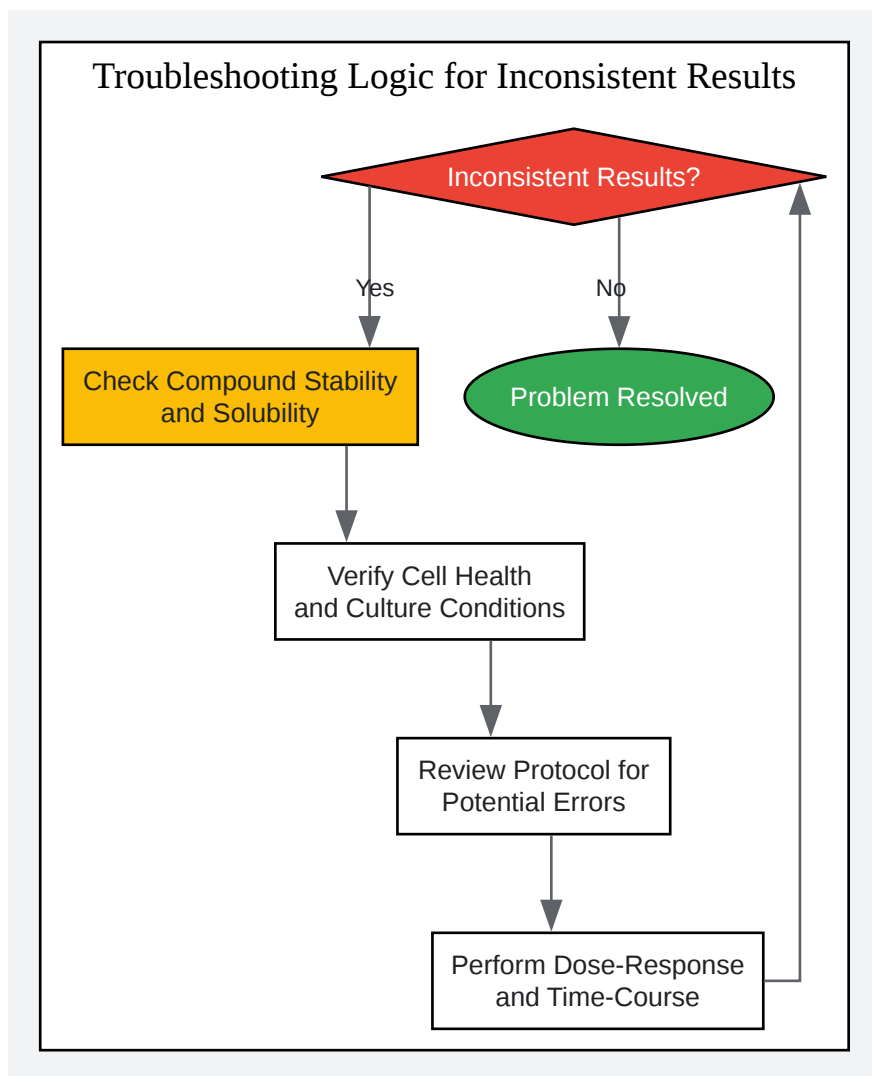 Troubleshooting Logic for Inconsistent Results
Inconsistent Results?
Yes
No
Check Compound Stability
and Solubility
Problem Resolved
Verify Cell Health
and Culture Conditions
Review Protocol for
Potential Errors
Perform Dose-Response
and Time-Course